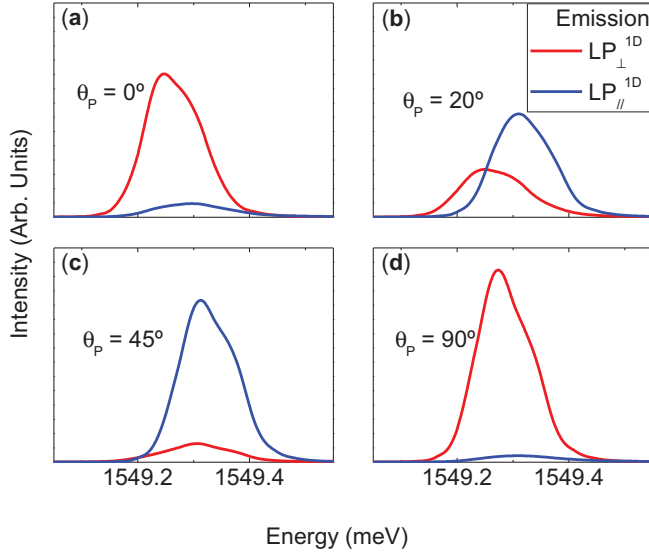 (a)
θP = 0º
(b)
θP = 20º
Emission
LP⊥1D
LP//1D
(c)
θP = 45º
(d)
θP = 90º
1549.2
1549.4
1549.2
1549.4
Intensity (Arb. Units)
Energy (meV)